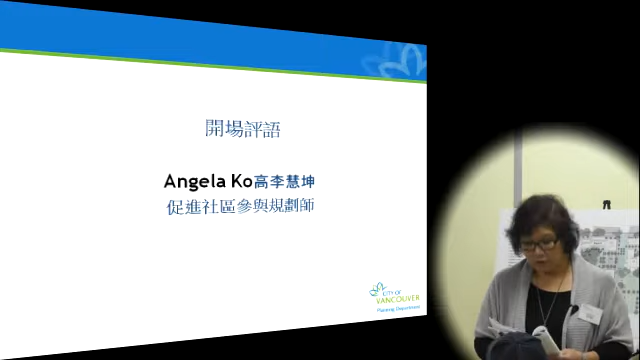 開場評語
Angela Ko高李慧坤
促進社區參與規劃師
CITY OF
VANCOUVER
Planning Department